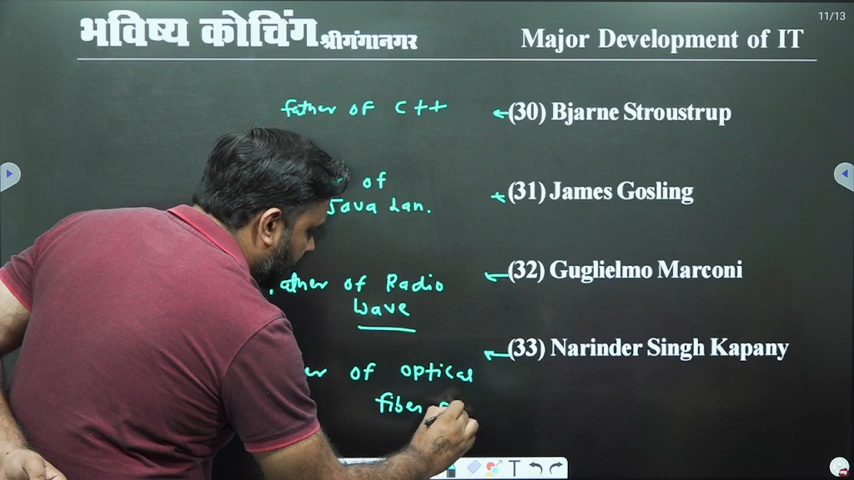 11/13
भविष्य कोचिंग श्रीगंगानगर
Major Development of IT
father of C++
(30) Bjarne Stroustrup
of
Java Lan.
(31) James Gosling
father of Radio
Wave
(32) Guglielmo Marconi
of optical
fiber
(33) Narinder Singh Kapany
T